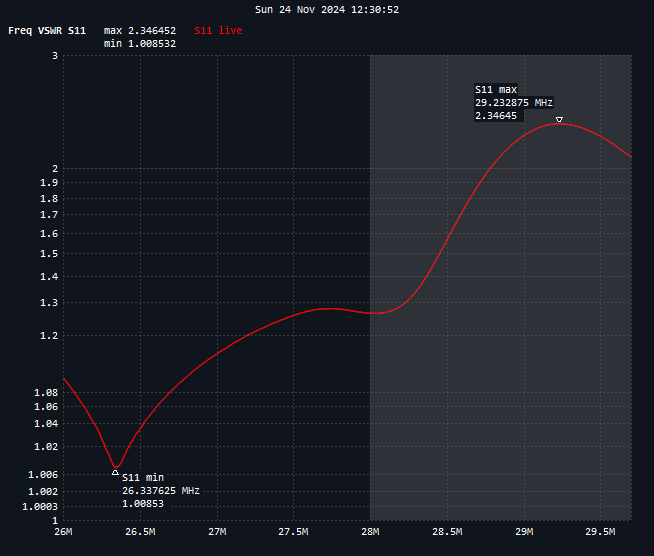 Sun 24 Nov 2024 12:30:52
Freq VSWR S11 max 2.346452 S11 live
min 1.008532
3
S11 max
29.232875 MHz
2.34645
2
1.9
1.8
1.7
1.6
1.5
1.4
1.3
1.2
1.08
1.06
1.04
1.02
1.006
S11 min
26.337625 MHz
1.002
1.00853
1.0003
1
26M 26.5M 27M 27.5M 28M 28.5M 29M 29.5M